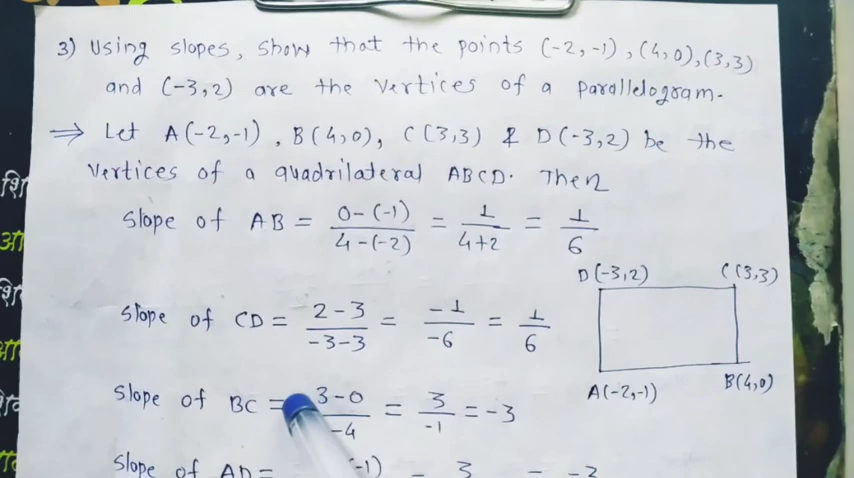 3) Using slopes, show that the points (-2,-1), (4,0), (3,3)
and (-3,2) are the vertices of a parallelogram.
⇒ Let A(-2,-1), B(4,0), C(3,3) & D(-3,2) be the
vertices of a quadrilateral ABCD. Then
Slope of AB = 0-(-1)/4-(-2) = 1/4+2 = 1/6
D(-3,2) C(3,3)
Slope of CD = 2-3/-3-3 = -1/-6 = 1/6
A(-2,-1) B(4,0)
Slope of BC = 3-0/-4 = 3/-1 = -3
Slope of AD = -1) = 3 = -3
शि
आ
शि